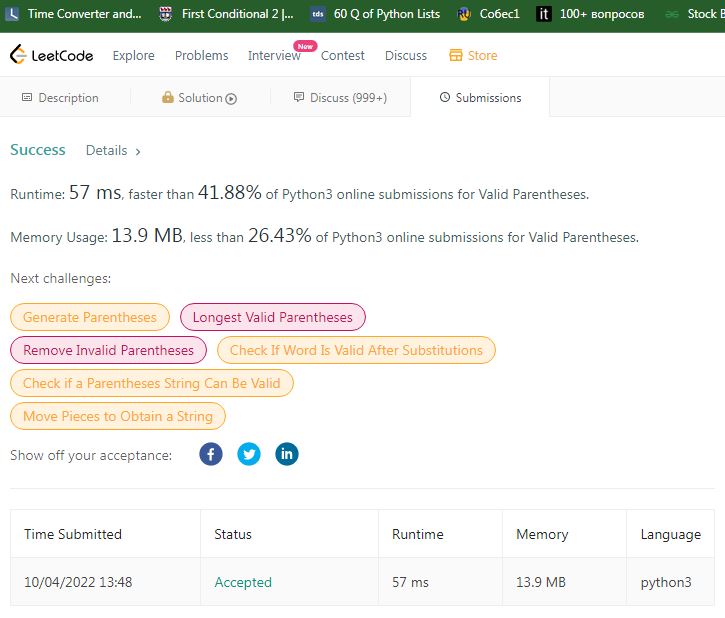 Time Converter and... First Conditional 2 |... tds 60 Q of Python Lists Собес1 it 100+ вопросов Stock B
LeetCode Explore Problems Interview New Contest Discuss Store
Description Solution Discuss (999+) Submissions
Success Details >
Runtime: 57 ms, faster than 41.88% of Python3 online submissions for Valid Parentheses.
Memory Usage: 13.9 MB, less than 26.43% of Python3 online submissions for Valid Parentheses.
Next challenges:
Generate Parentheses Longest Valid Parentheses
Remove Invalid Parentheses Check If Word Is Valid After Substitutions
Check if a Parentheses String Can Be Valid
Move Pieces to Obtain a String
Show off your acceptance: f in
Time Submitted Status Runtime Memory Language
10/04/2022 13:48 Accepted 57 ms 13.9 MB python3